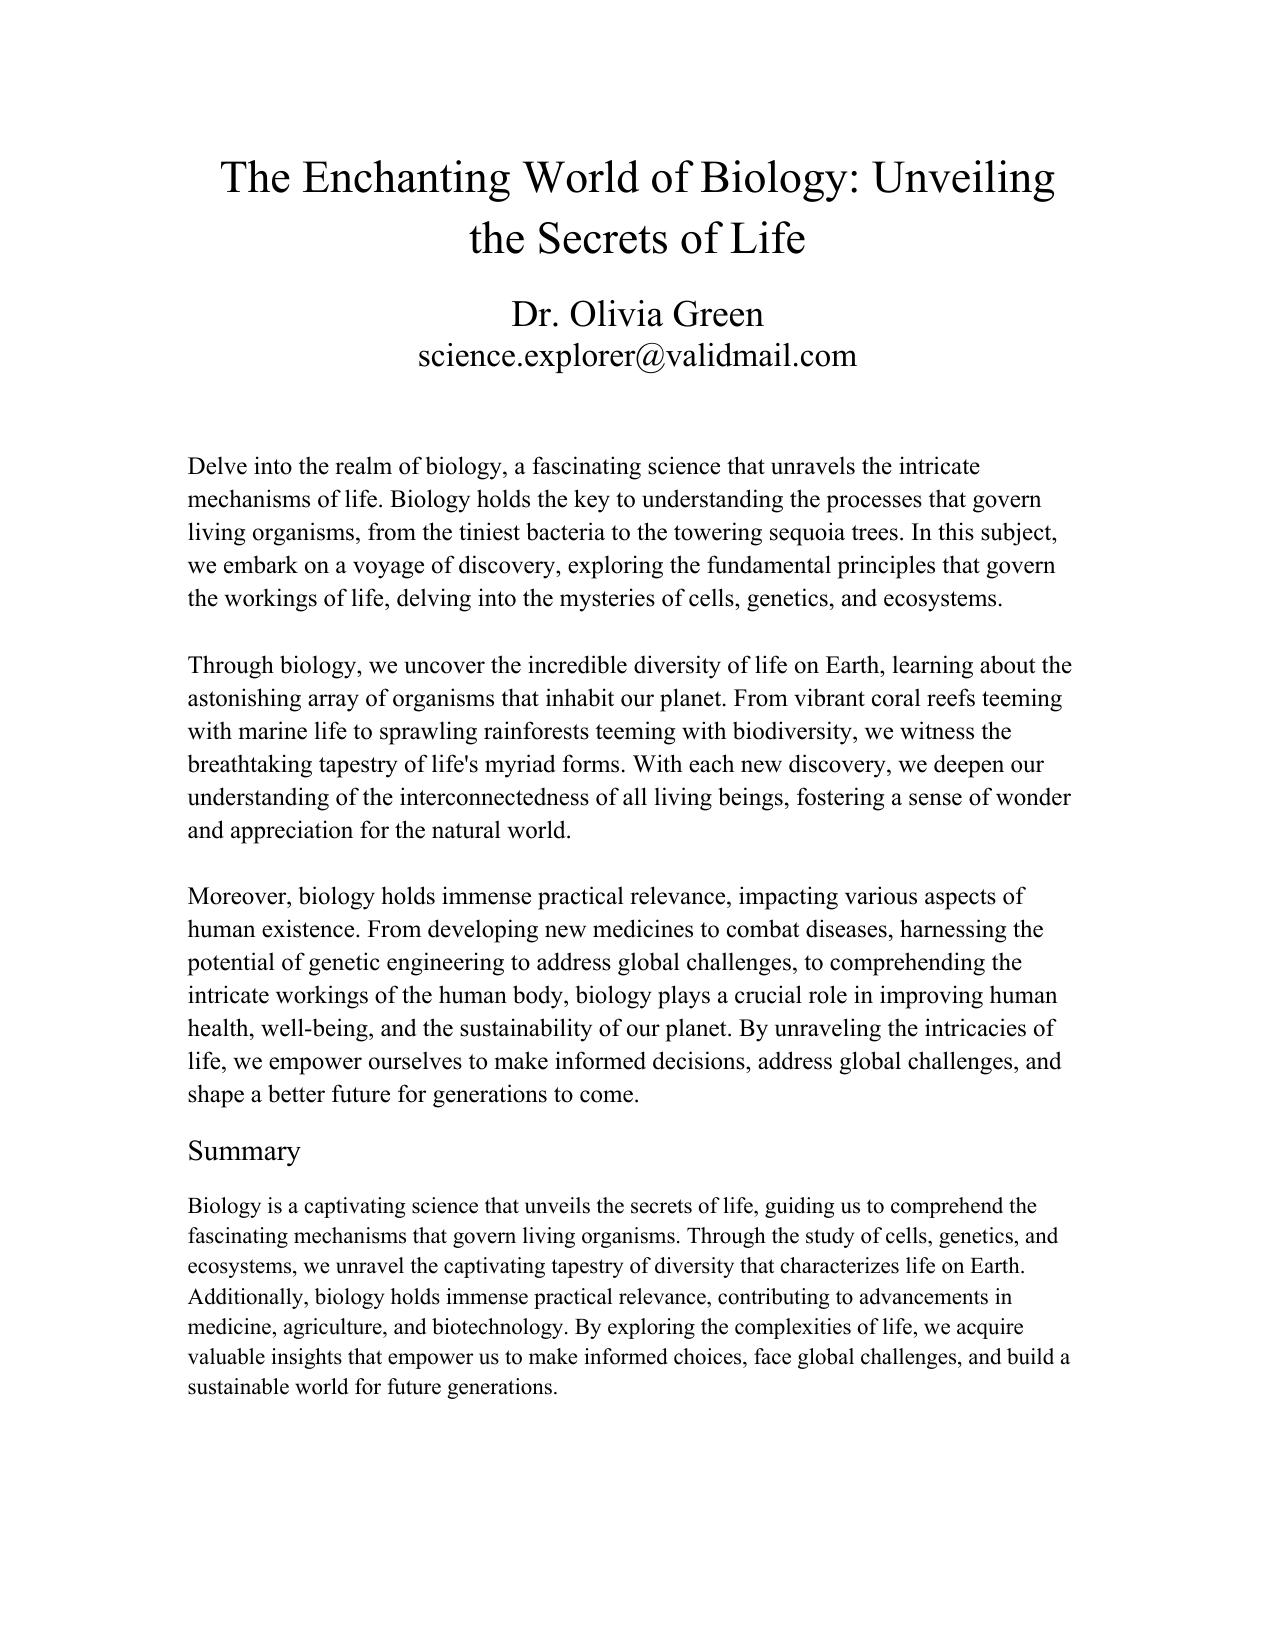 The Enchanting World of Biology: Unveiling
the Secrets of Life
Dr. Olivia Green
science.explorer@validmail.com
Delve into the realm of biology, a fascinating science that unravels the intricate
mechanisms of life. Biology holds the key to understanding the processes that govern
living organisms, from the tiniest bacteria to the towering sequoia trees. In this subject,
we embark on a voyage of discovery, exploring the fundamental principles that govern
the workings of life, delving into the mysteries of cells, genetics, and ecosystems.
Through biology, we uncover the incredible diversity of life on Earth, learning about the
astonishing array of organisms that inhabit our planet. From vibrant coral reefs teeming
with marine life to sprawling rainforests teeming with biodiversity, we witness the
breathtaking tapestry of life's myriad forms. With each new discovery, we deepen our
understanding of the interconnectedness of all living beings, fostering a sense of wonder
and appreciation for the natural world.
Moreover, biology holds immense practical relevance, impacting various aspects of
human existence. From developing new medicines to combat diseases, harnessing the
potential of genetic engineering to address global challenges, to comprehending the
intricate workings of the human body, biology plays a crucial role in improving human
health, well-being, and the sustainability of our planet. By unraveling the intricacies of
life, we empower ourselves to make informed decisions, address global challenges, and
shape a better future for generations to come.
Summary
Biology is a captivating science that unveils the secrets of life, guiding us to comprehend the
fascinating mechanisms that govern living organisms. Through the study of cells, genetics, and
ecosystems, we unravel the captivating tapestry of diversity that characterizes life on Earth.
Additionally, biology holds immense practical relevance, contributing to advancements in
medicine, agriculture, and biotechnology. By exploring the complexities of life, we acquire
valuable insights that empower us to make informed choices, face global challenges, and build a
sustainable world for future generations.